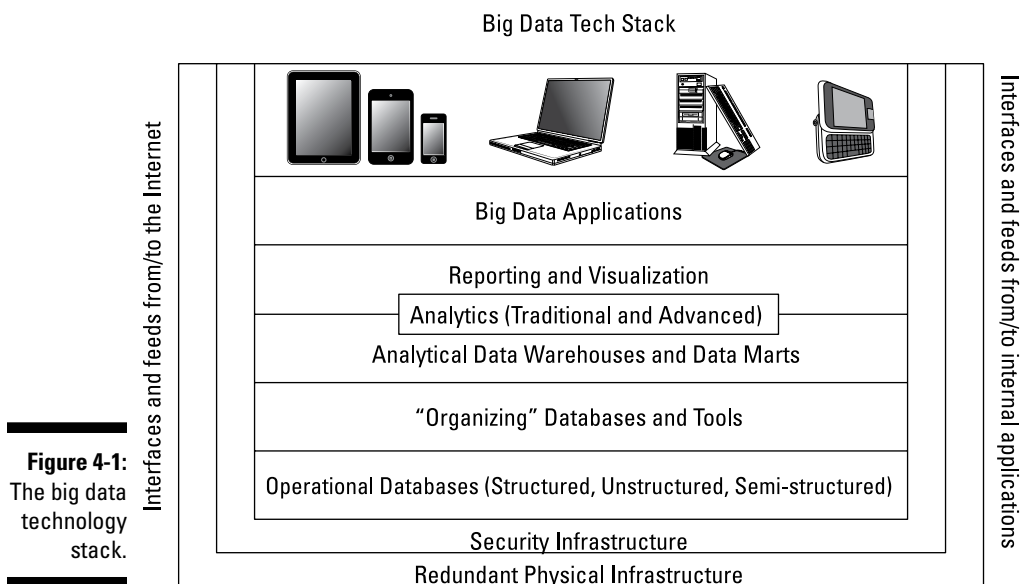 Big Data Tech Stack
Interfaces and feeds from/to the Internet
Interfaces and feeds from/to internal applications
Big Data Applications
Reporting and Visualization
Analytics (Traditional and Advanced)
Analytical Data Warehouses and Data Marts
“Organizing” Databases and Tools
Operational Databases (Structured, Unstructured, Semi-structured)
Security Infrastructure
Redundant Physical Infrastructure
Figure 4-1:
The big data
technology
stack.